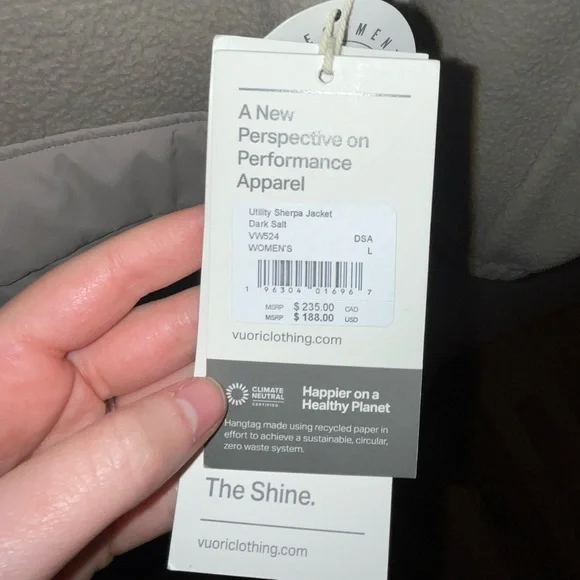 EMENT
A New
Perspective on
Performance
Apparel
Utility Sherpa Jacket
Dark Salt
VW524 DSA
WOMEN'S L
1 96304 01696 7
MSRP $ 235.00 CAD
MSRP $ 188.00 USD
vuoriclothing.com
CLIMATE
NEUTRAL
CERTIFIED
Happier on a
Healthy Planet
Hangtag made using recycled paper in
effort to achieve a sustainable, circular,
zero waste system.
The Shine.
vuoriclothing.com